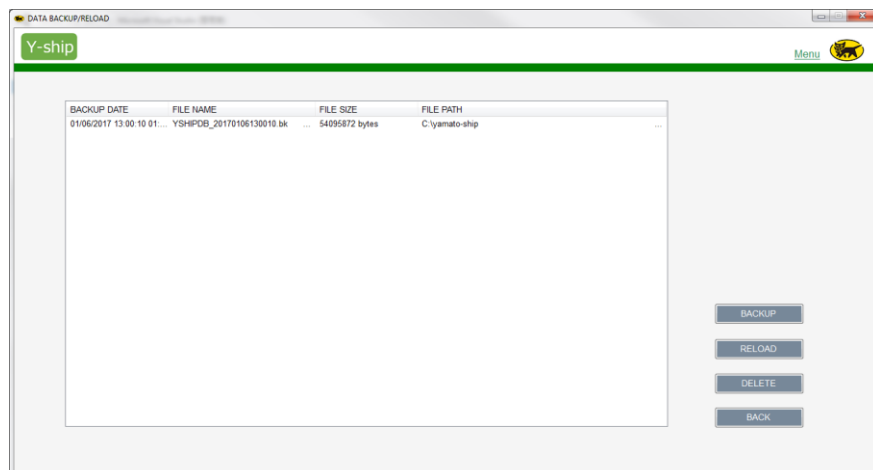 DATA BACKUP/RELOAD
Y-ship
Menu
BACKUP DATE FILE NAME FILE SIZE FILE PATH
01/06/2017 13:00:10 01:... YSHIPDB_20170106130010.bk ... 54095872 bytes C:\yamato-ship ...
BACKUP
RELOAD
DELETE
BACK